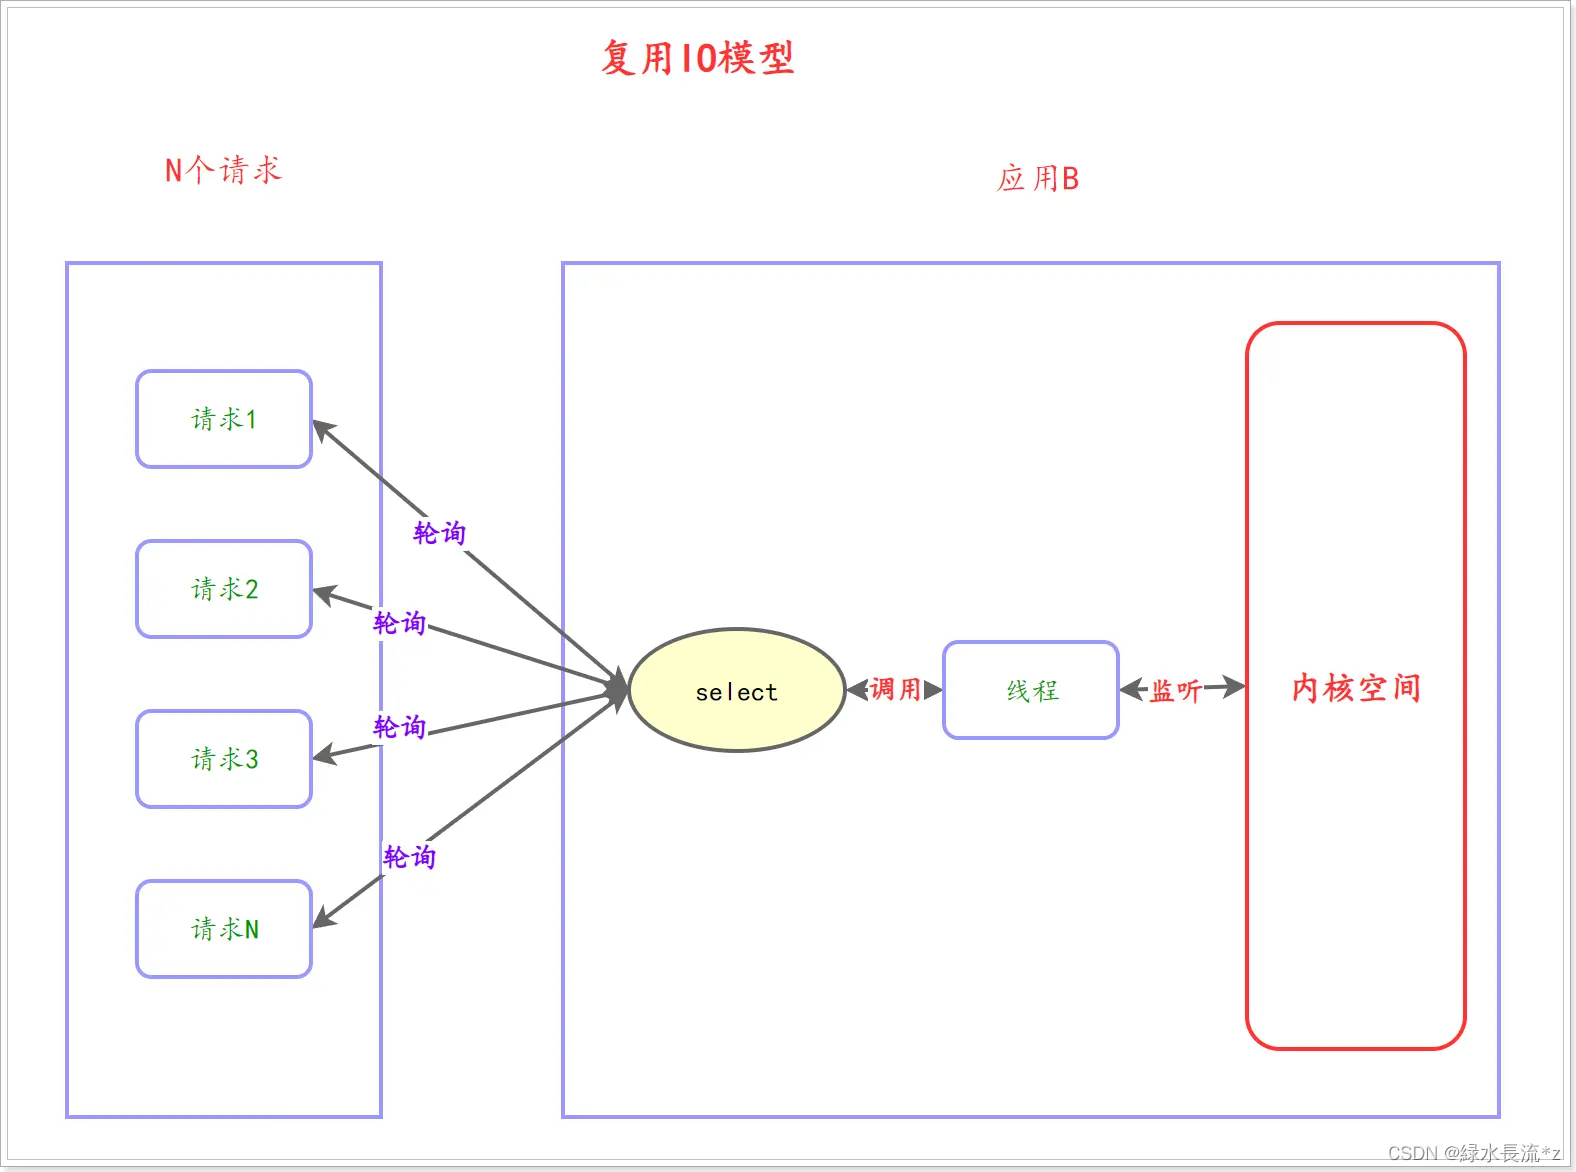 复用IO模型
N个请求
应用B
请求1
轮询
请求2
轮询
select
调用
线程
监听
内核空间
轮询
请求3
轮询
请求N
CSDN @緑水長流*z